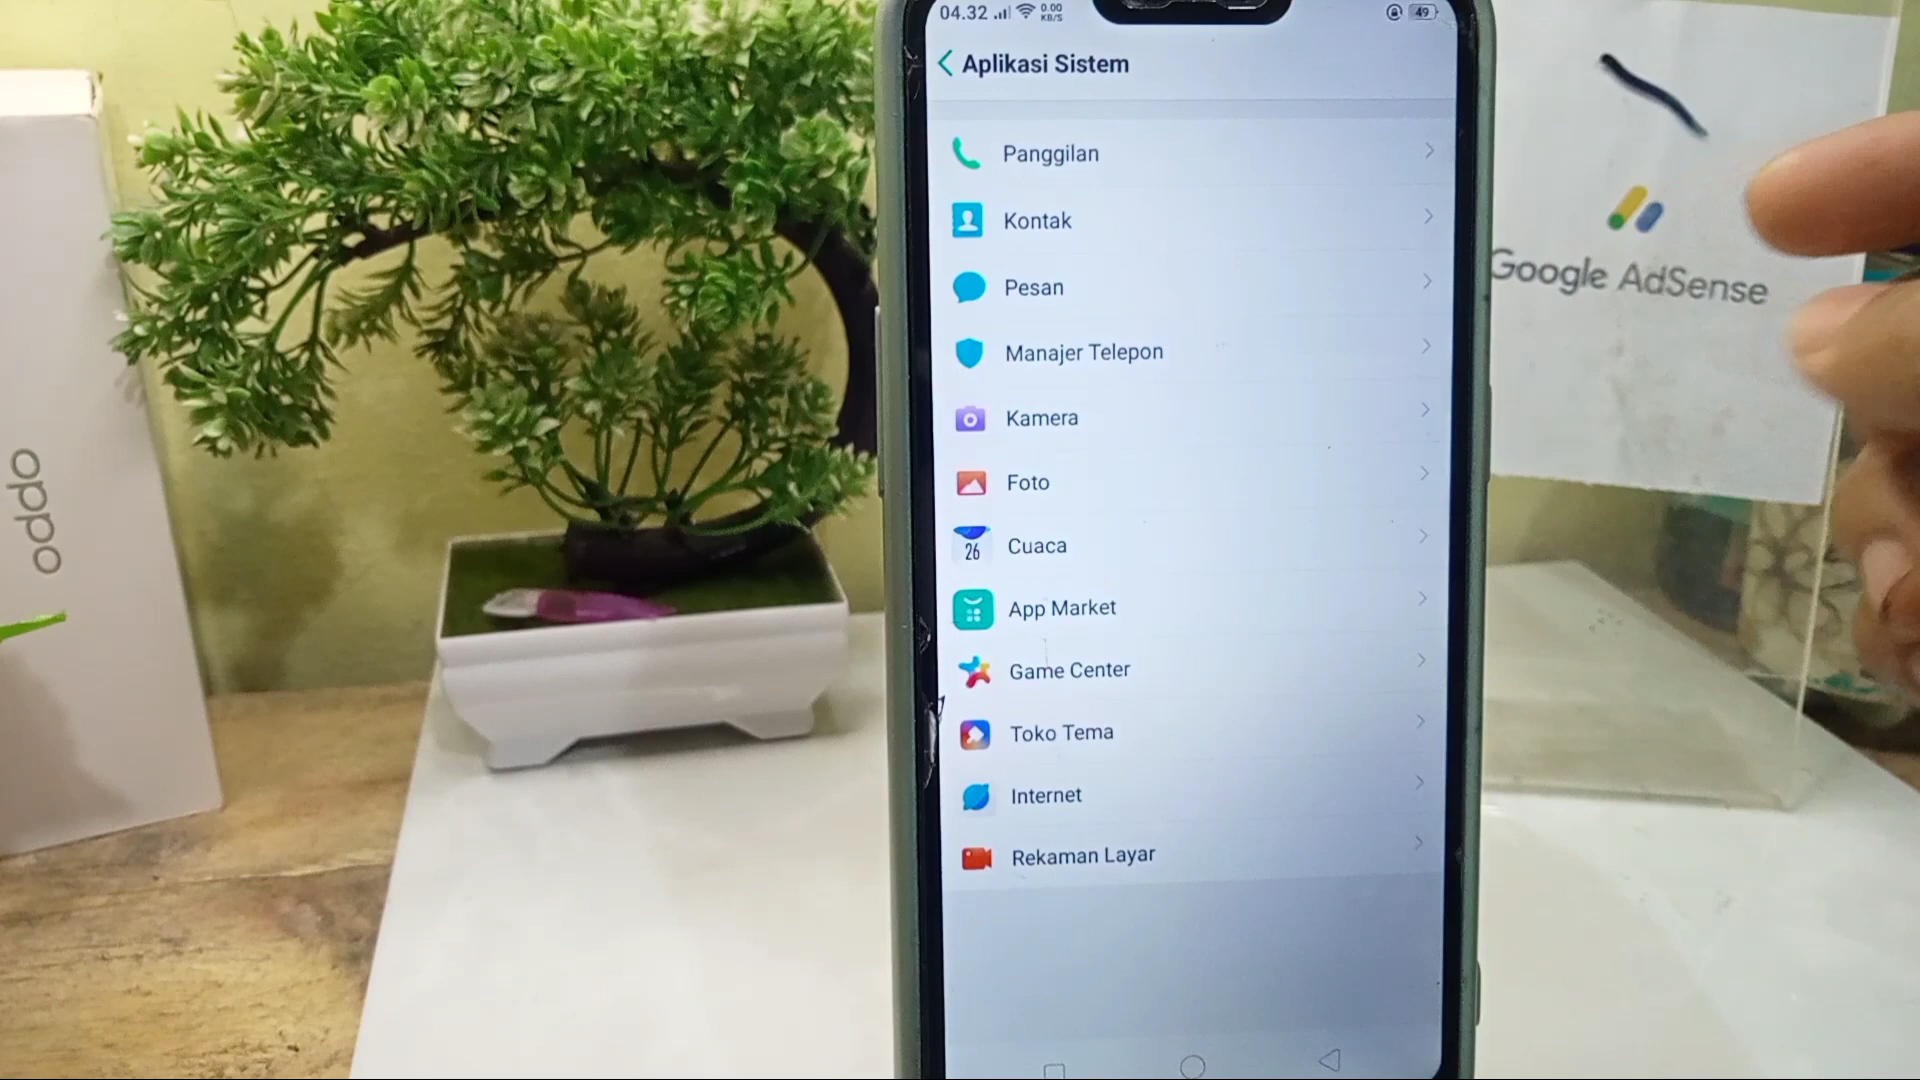 04.32
0.00
KB/S
49
Aplikasi Sistem
Panggilan
Kontak
Pesan
Manajer Telepon
Kamera
Foto
26
Cuaca
App Market
Game Center
Toko Tema
Internet
Rekaman Layar
oppo
Google AdSense